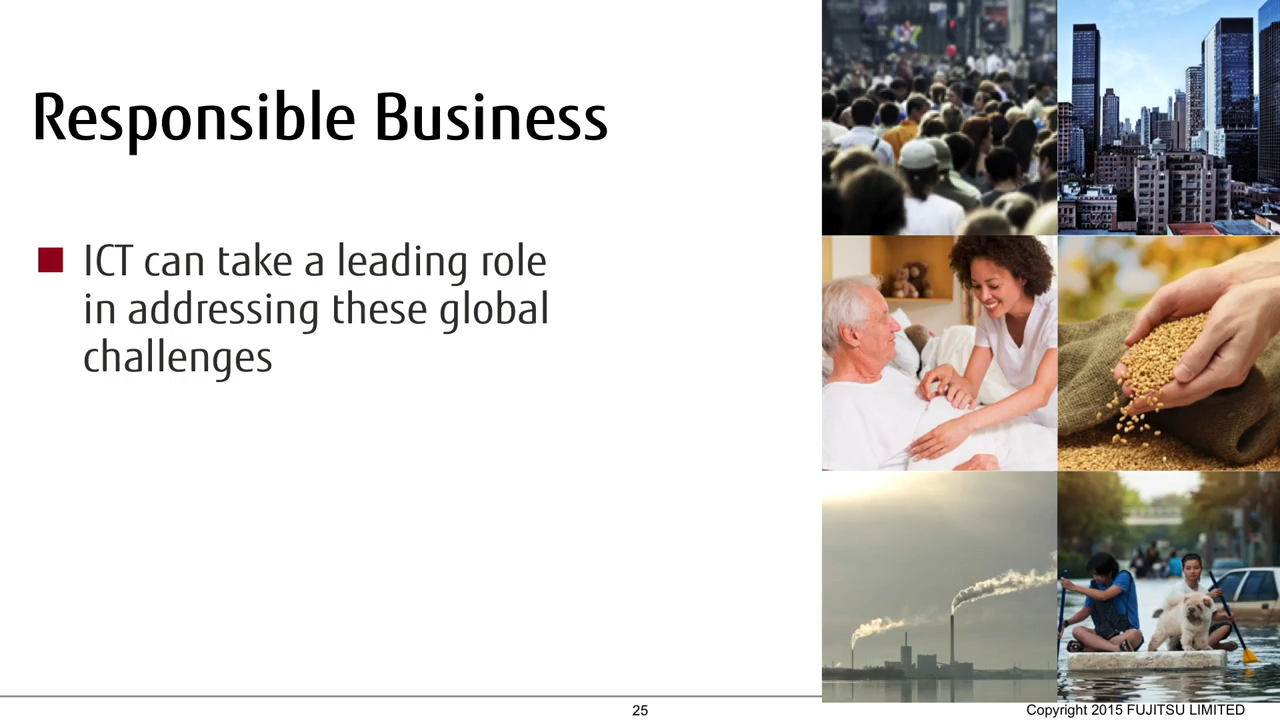 Responsible Business
ICT can take a leading role
in addressing these global
challenges
25
Copyright 2015 FUJITSU LIMITED